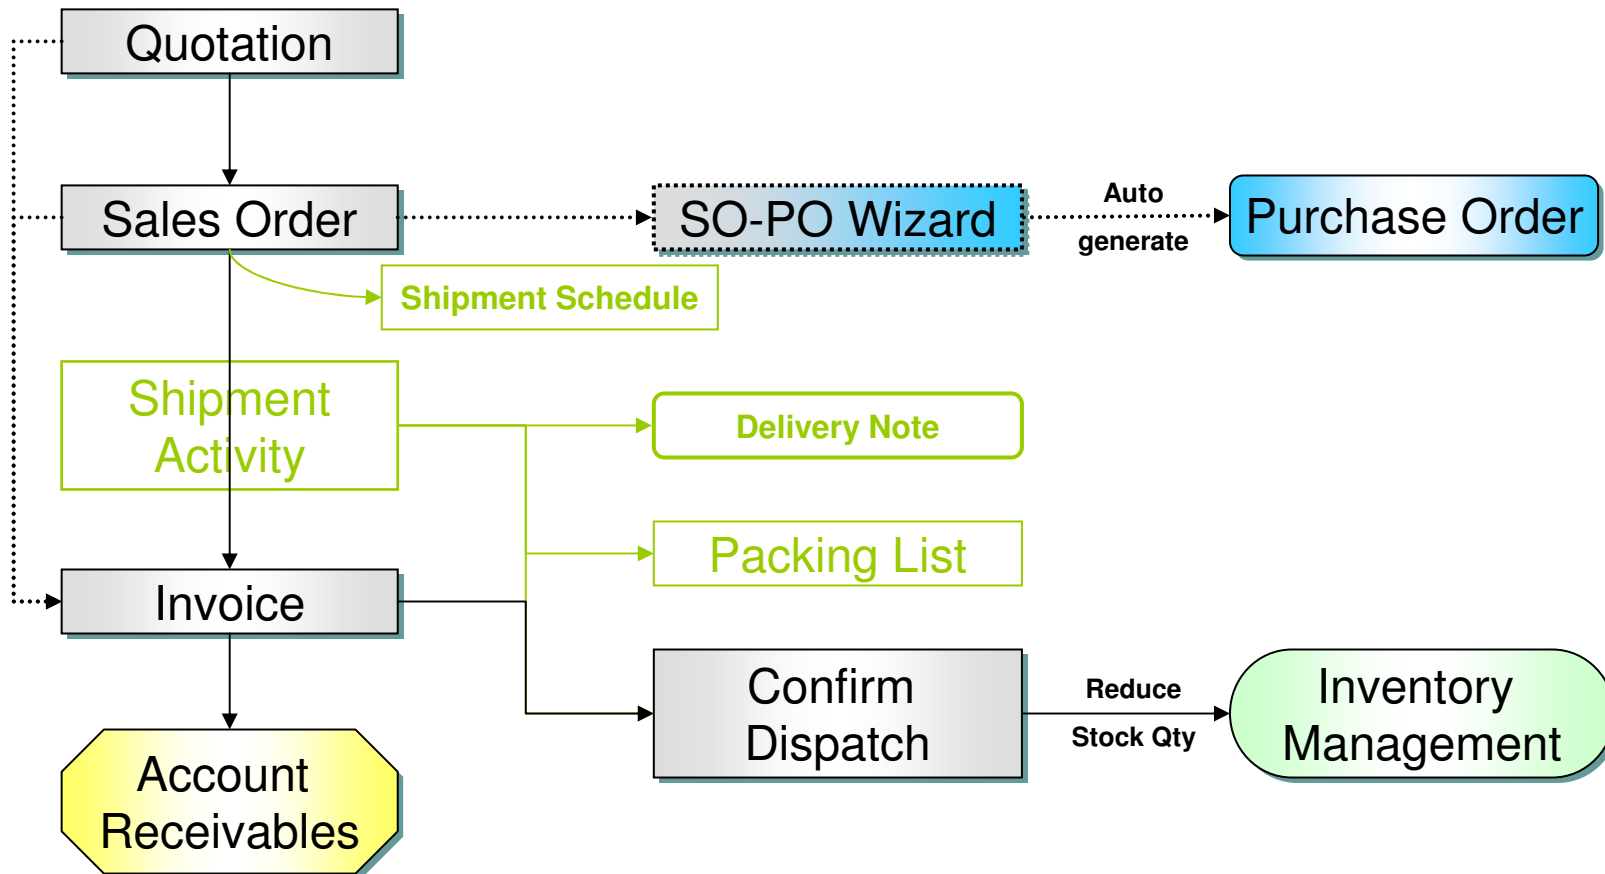 Quotation
Sales Order
SO-PO Wizard
Auto
generate
Purchase Order
Shipment Schedule
Shipment
Activity
Delivery Note
Packing List
Invoice
Confirm
Dispatch
Reduce
Stock Qty
Inventory
Management
Account
Receivables